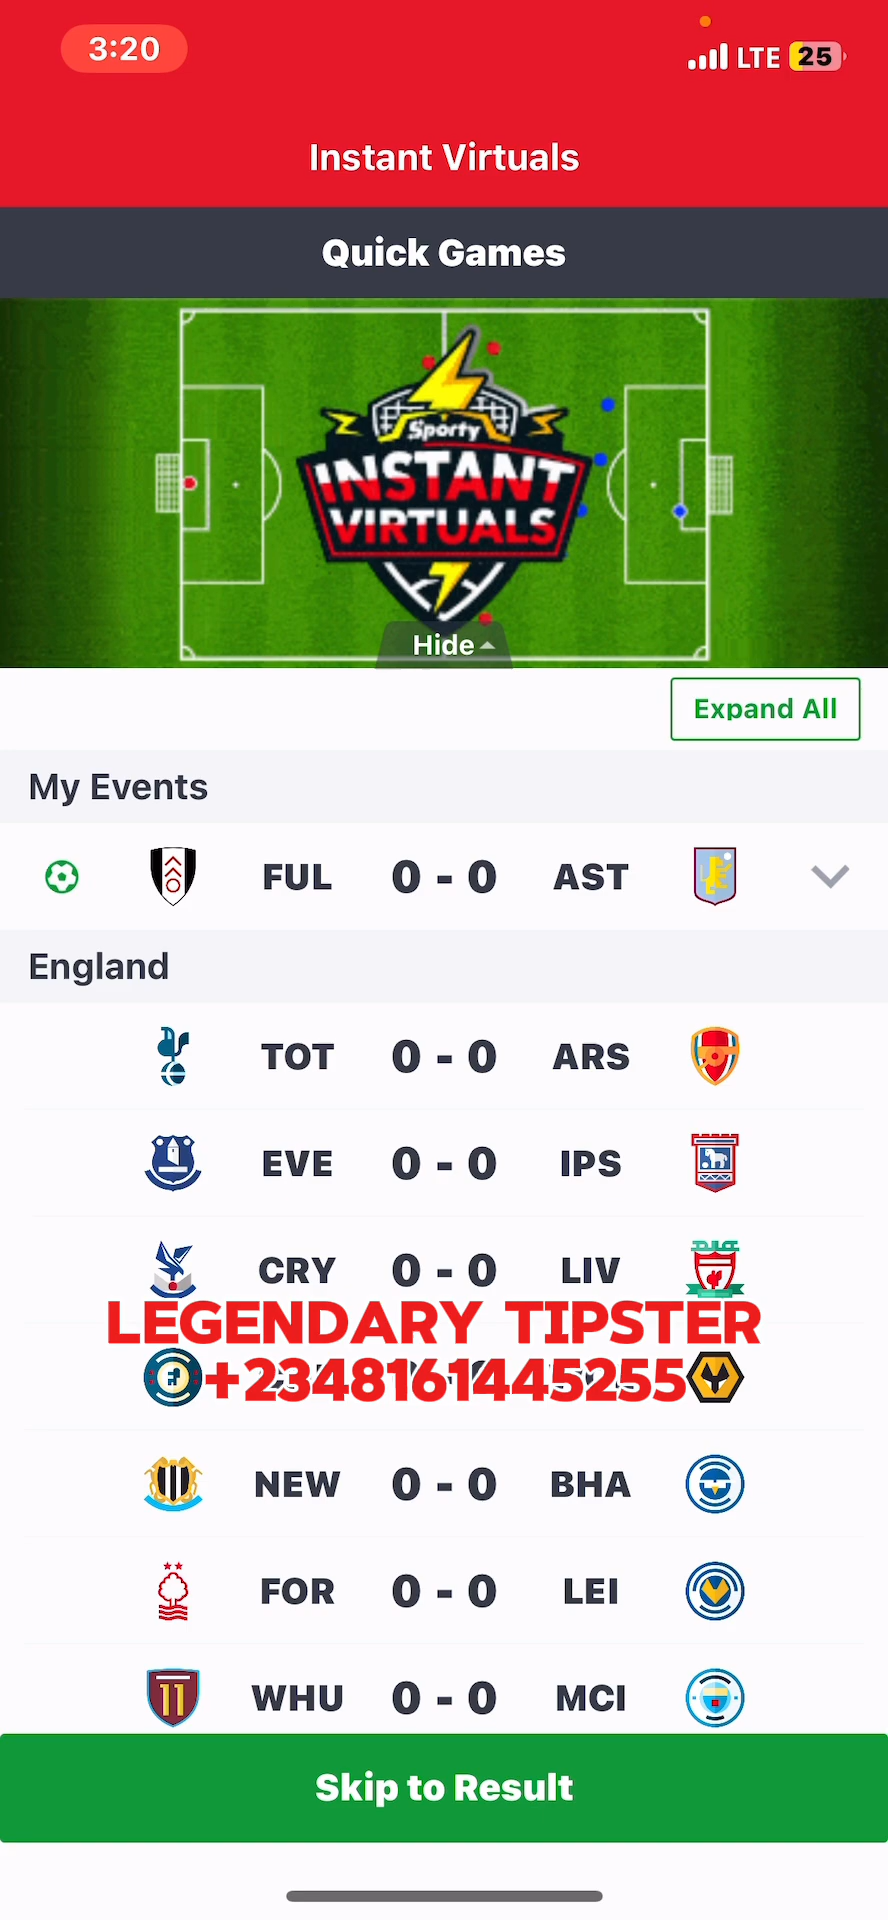 3:20
LTE 25
Instant Virtuals
Quick Games
Sporty
INSTANT
VIRTUALS
Hide
Expand All
My Events
FUL 0 - 0 AST
England
TOT 0 - 0 ARS
EVE 0 - 0 IPS
CRY 0 - 0 LIV
LEGENDARY TIPSTER
+2348161445255
NEW 0 - 0 BHA
FOR 0 - 0 LEI
WHU 0 - 0 MCI
Skip to Result